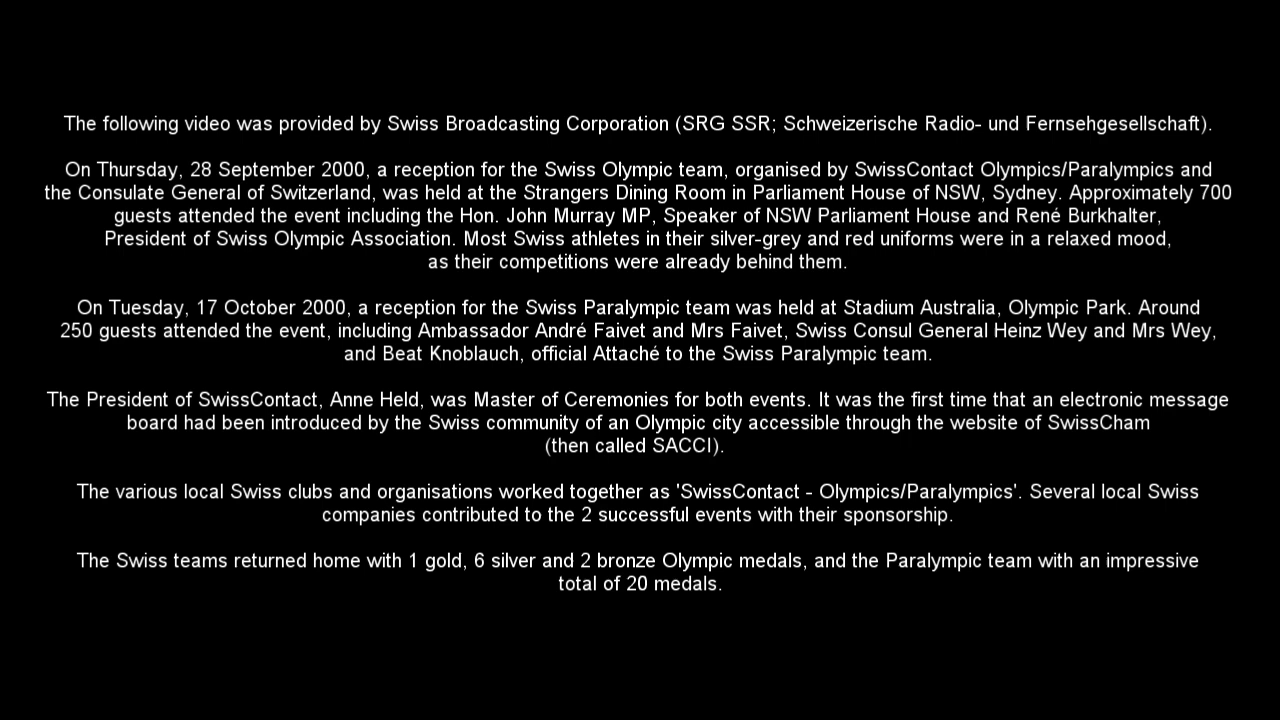 The following video was provided by Swiss Broadcasting Corporation (SRG SSR; Schweizerische Radio- und Fernsehgesellschaft).
On Thursday, 28 September 2000, a reception for the Swiss Olympic team, organised by SwissContact Olympics/Paralympics and
the Consulate General of Switzerland, was held at the Strangers Dining Room in Parliament House of NSW, Sydney. Approximately 700
guests attended the event including the Hon. John Murray MP, Speaker of NSW Parliament House and René Burkhalter,
President of Swiss Olympic Association. Most Swiss athletes in their silver-grey and red uniforms were in a relaxed mood,
as their competitions were already behind them.
On Tuesday, 17 October 2000, a reception for the Swiss Paralympic team was held at Stadium Australia, Olympic Park. Around
250 guests attended the event, including Ambassador André Faivet and Mrs Faivet, Swiss Consul General Heinz Wey and Mrs Wey,
and Beat Knoblauch, official Attaché to the Swiss Paralympic team.
The President of SwissContact, Anne Held, was Master of Ceremonies for both events. It was the first time that an electronic message
board had been introduced by the Swiss community of an Olympic city accessible through the website of SwissCham
(then called SACCI).
The various local Swiss clubs and organisations worked together as 'SwissContact - Olympics/Paralympics'. Several local Swiss
companies contributed to the 2 successful events with their sponsorship.
The Swiss teams returned home with 1 gold, 6 silver and 2 bronze Olympic medals, and the Paralympic team with an impressive
total of 20 medals.